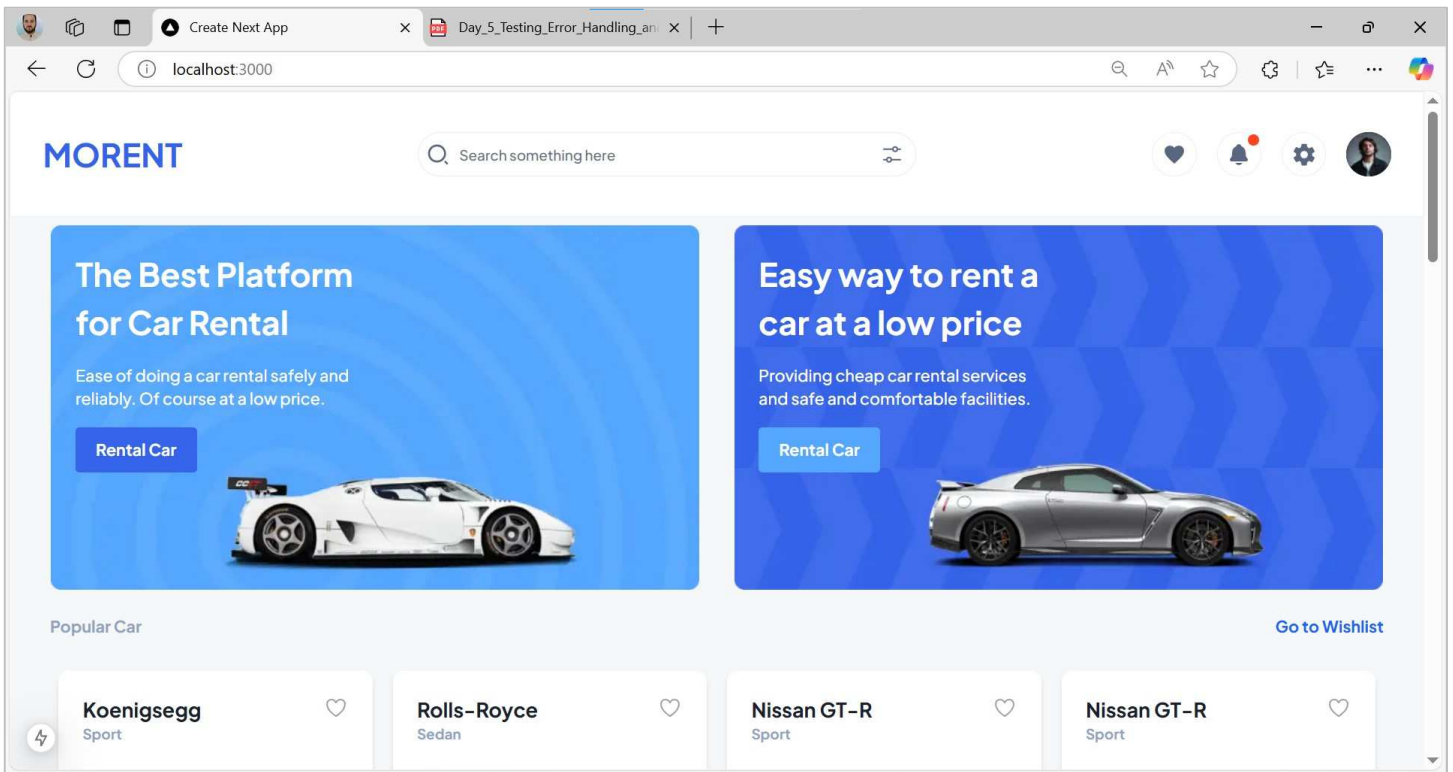 Create Next App
Day_5_Testing_Error_Handling_an
localhost:3000
MORENT
Search something here
The Best Platform
for Car Rental
Ease of doing a car rental safely and
reliably. Of course at a low price.
Rental Car
Easy way to rent a
car at a low price
Providing cheap car rental services
and safe and comfortable facilities.
Rental Car
Popular Car
Go to Wishlist
Koenigsegg
Sport
Rolls-Royce
Sedan
Nissan GT-R
Sport
Nissan GT-R
Sport